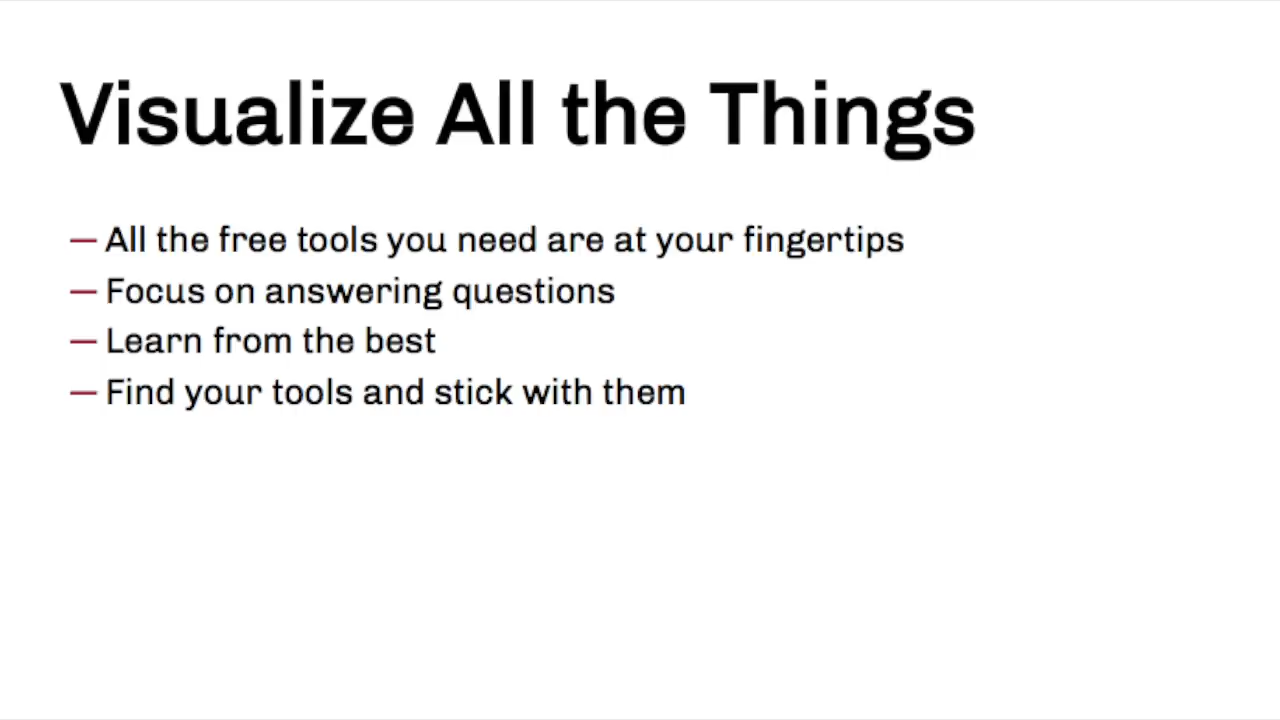 Visualize All the Things
— All the free tools you need are at your fingertips
— Focus on answering questions
— Learn from the best
— Find your tools and stick with them